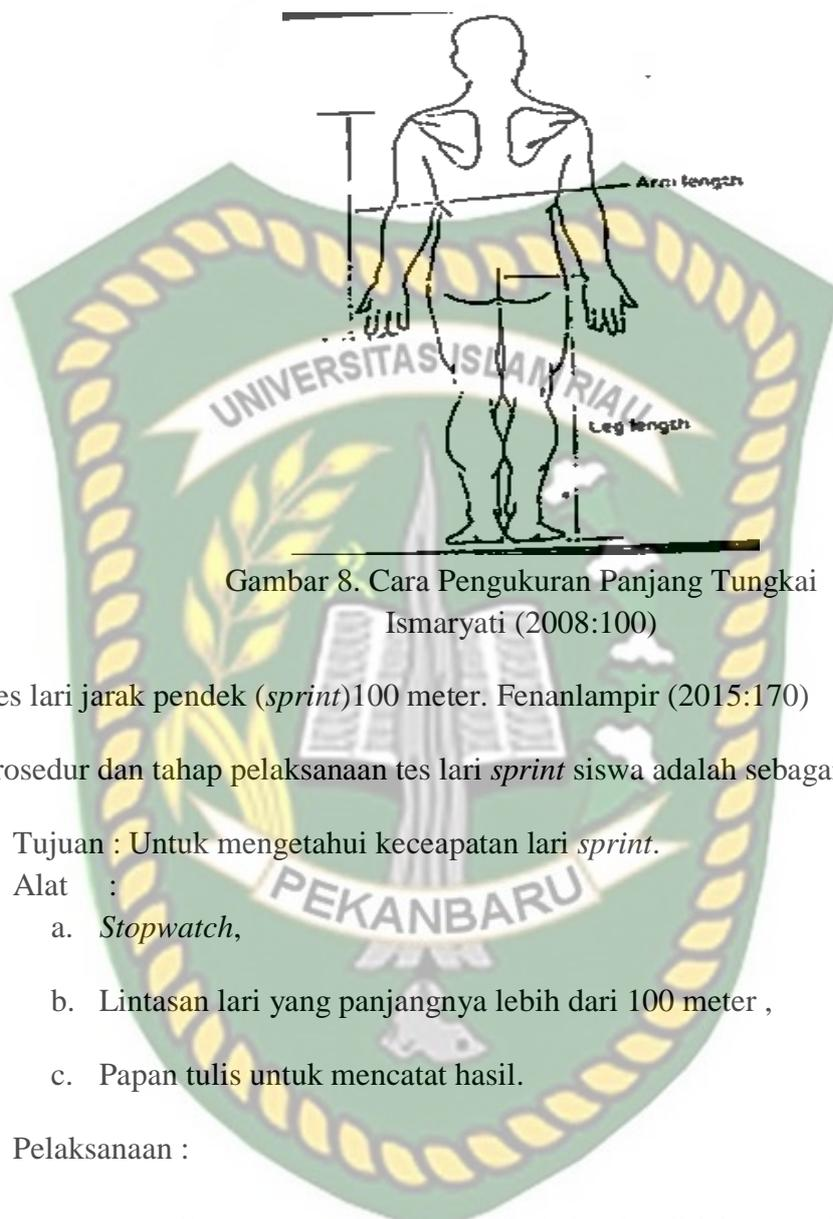 Arm length
UNIVERSITAS ISLAM RIAU
Leg length
Gambar 8. Cara Pengukuran Panjang Tungkai
Ismaryati (2008:100)
es lari jarak pendek (sprint)100 meter. Fenanlampir (2015:170)
rosedur dan tahap pelaksanaan tes lari sprint siswa adalah sebagai
Tujuan : Untuk mengetahui keceapatan lari sprint.
Alat :
PEKANBARU
a. Stopwatch,
b. Lintasan lari yang panjangnya lebih dari 100 meter ,
c. Papan tulis untuk mencatat hasil.
Pelaksanaan :